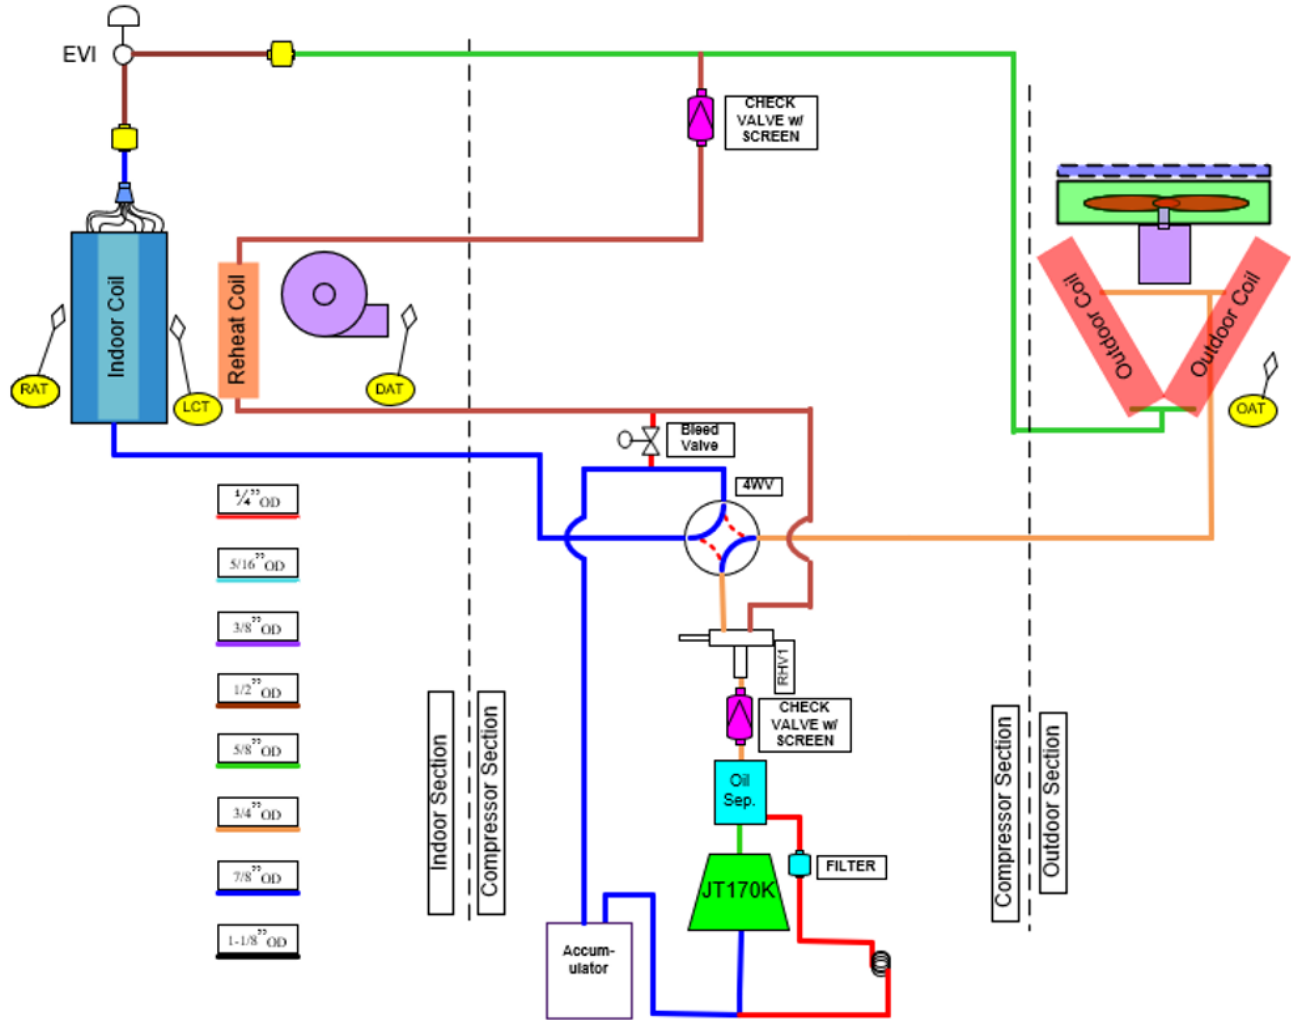 EVI
CHECK
VALVE w/
SCREEN
Indoor Coil
Reheat Coil
Outdoor Coil
Outdoor Coil
RAT
LCT
DAT
OAT
Bleed
Valve
4WV
¼”OD
5/16”OD
3/8”OD
1/2”OD
5/8”OD
3/4”OD
7/8”OD
1-1/8”OD
RHV1
CHECK
VALVE w/
SCREEN
Indoor Section
Compressor Section
Compressor Section
Outdoor Section
Oil
Sep.
FILTER
JT170K
Accum-
ulator